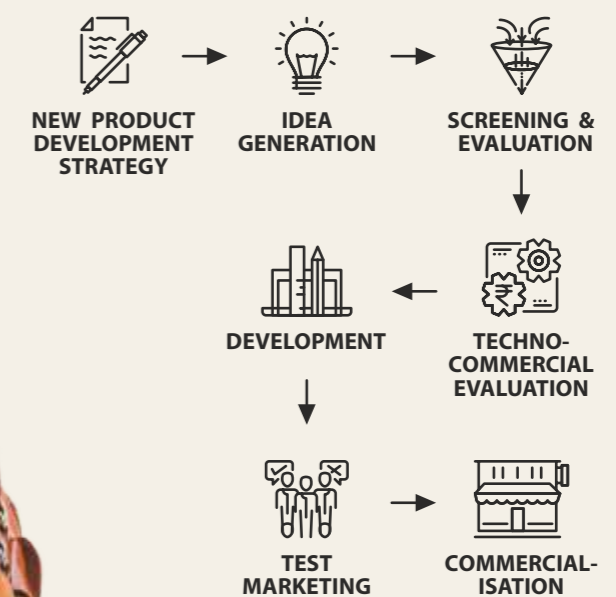 NEW PRODUCT
DEVELOPMENT
STRATEGY
IDEA
GENERATION
SCREENING &
EVALUATION
TECHNO-
COMMERCIAL
EVALUATION
DEVELOPMENT
TEST
MARKETING
COMMERCIAL-
ISATION